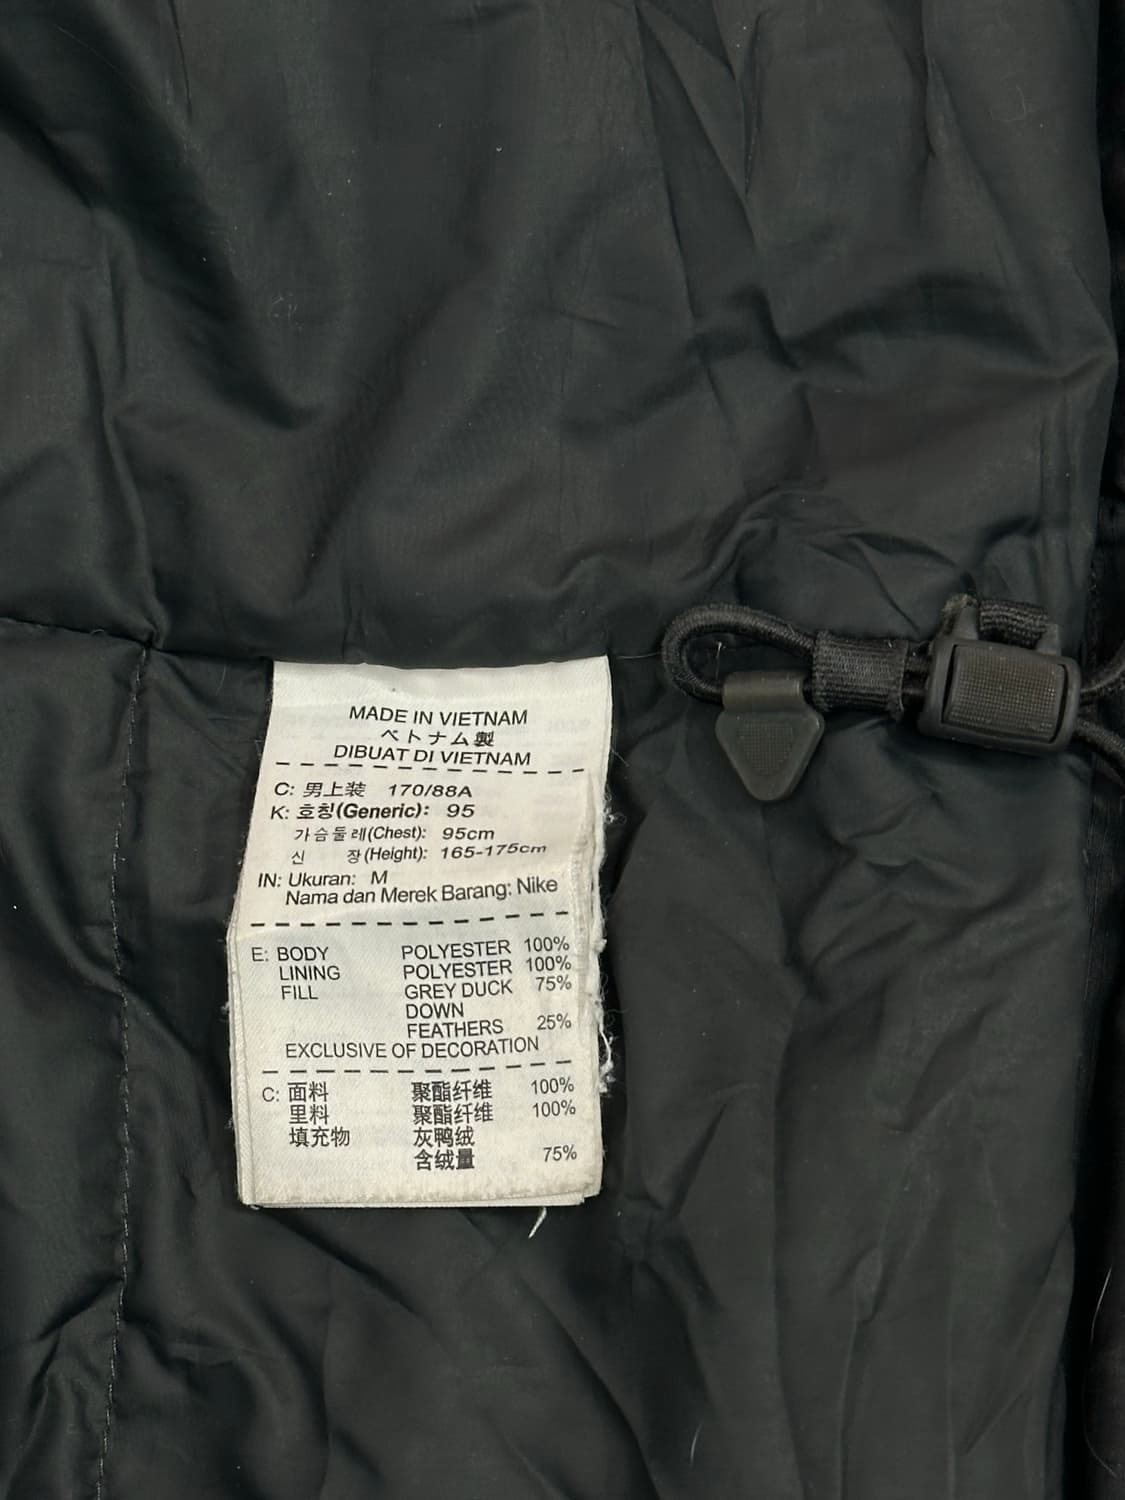 MADE IN VIETNAM
ベトナム製
DIBUAT DI VIETNAM
C: 男上装 170/88A
K: 호칭(Generic): 95
가슴둘레(Chest): 95cm
신 장(Height): 165-175cm
IN: Ukuran: M
Nama dan Merek Barang: Nike
E: BODY POLYESTER 100%
LINING POLYESTER 100%
FILL GREY DUCK 75%
DOWN
FEATHERS 25%
EXCLUSIVE OF DECORATION
C: 面料 聚酯纤维 100%
里料 聚酯纤维 100%
填充物 灰鸭绒
含绒量 75%